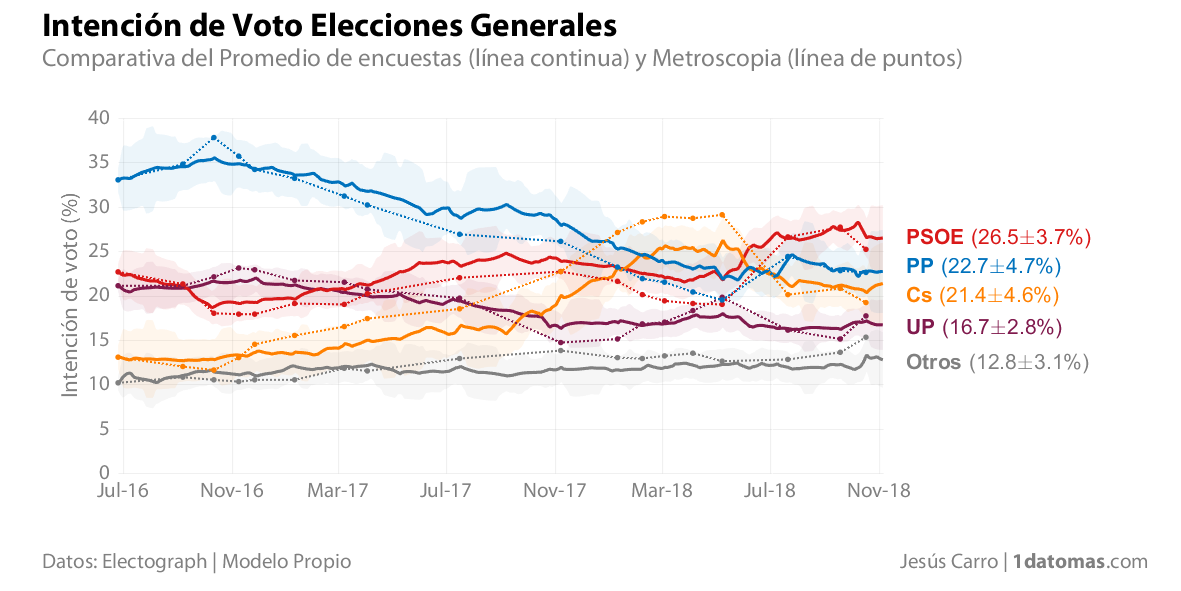 Intención de Voto Elecciones Generales
Comparativa del Promedio de encuestas (línea continua) y Metroscopia (línea de puntos)
Intención de voto (%)
40
35
30
25
20
15
10
5
0
Jul-16 Nov-16 Mar-17 Jul-17 Nov-17 Mar-18 Jul-18 Nov-18
PSOE (26.5±3.7%)
PP (22.7±4.7%)
Cs (21.4±4.6%)
UP (16.7±2.8%)
Otros (12.8±3.1%)
Datos: Electograph | Modelo Propio
Jesús Carro | 1datomas.com